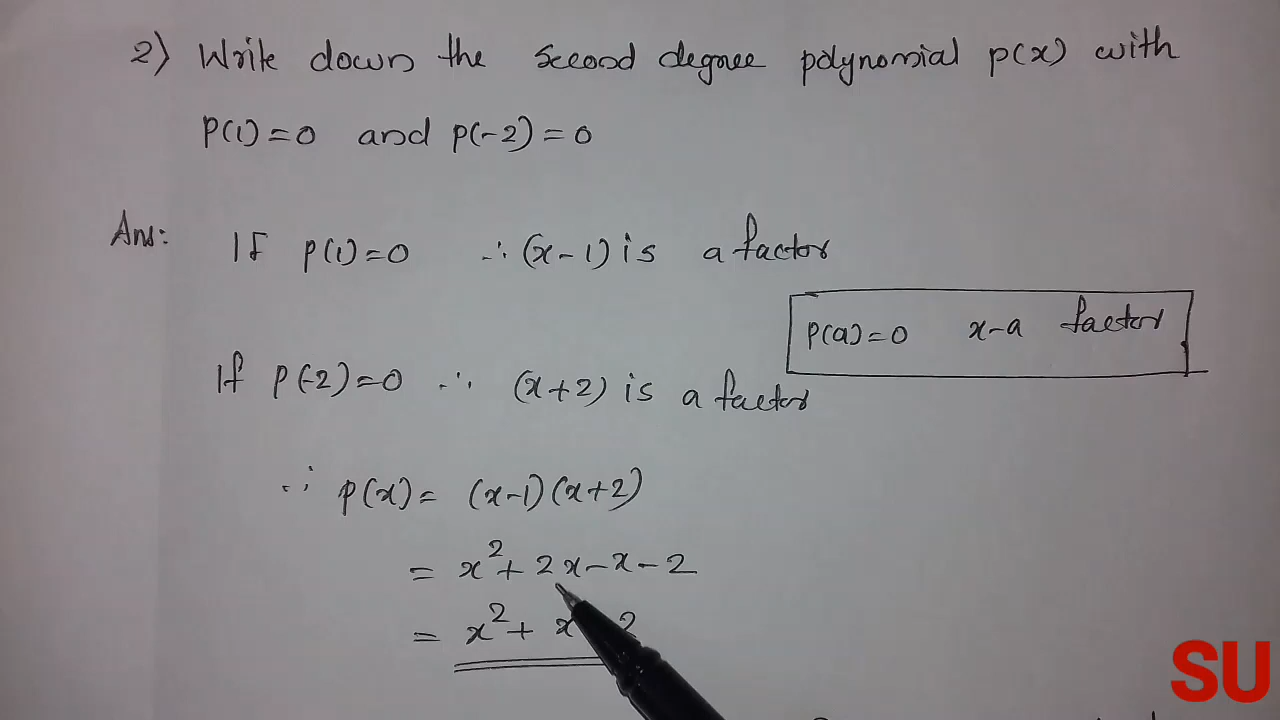 2) Write down the second degree polynomial p(x) with
P(1)=0 and p(-2)=0
Ans: If p(1)=0 ∴ (x-1) is a factor
P(a)=0 x-a factor
If p(-2)=0 ∴ (x+2) is a factor
∴ p(x) = (x-1)(x+2)
= x²+2x-x-2
= x²+x 2
SU